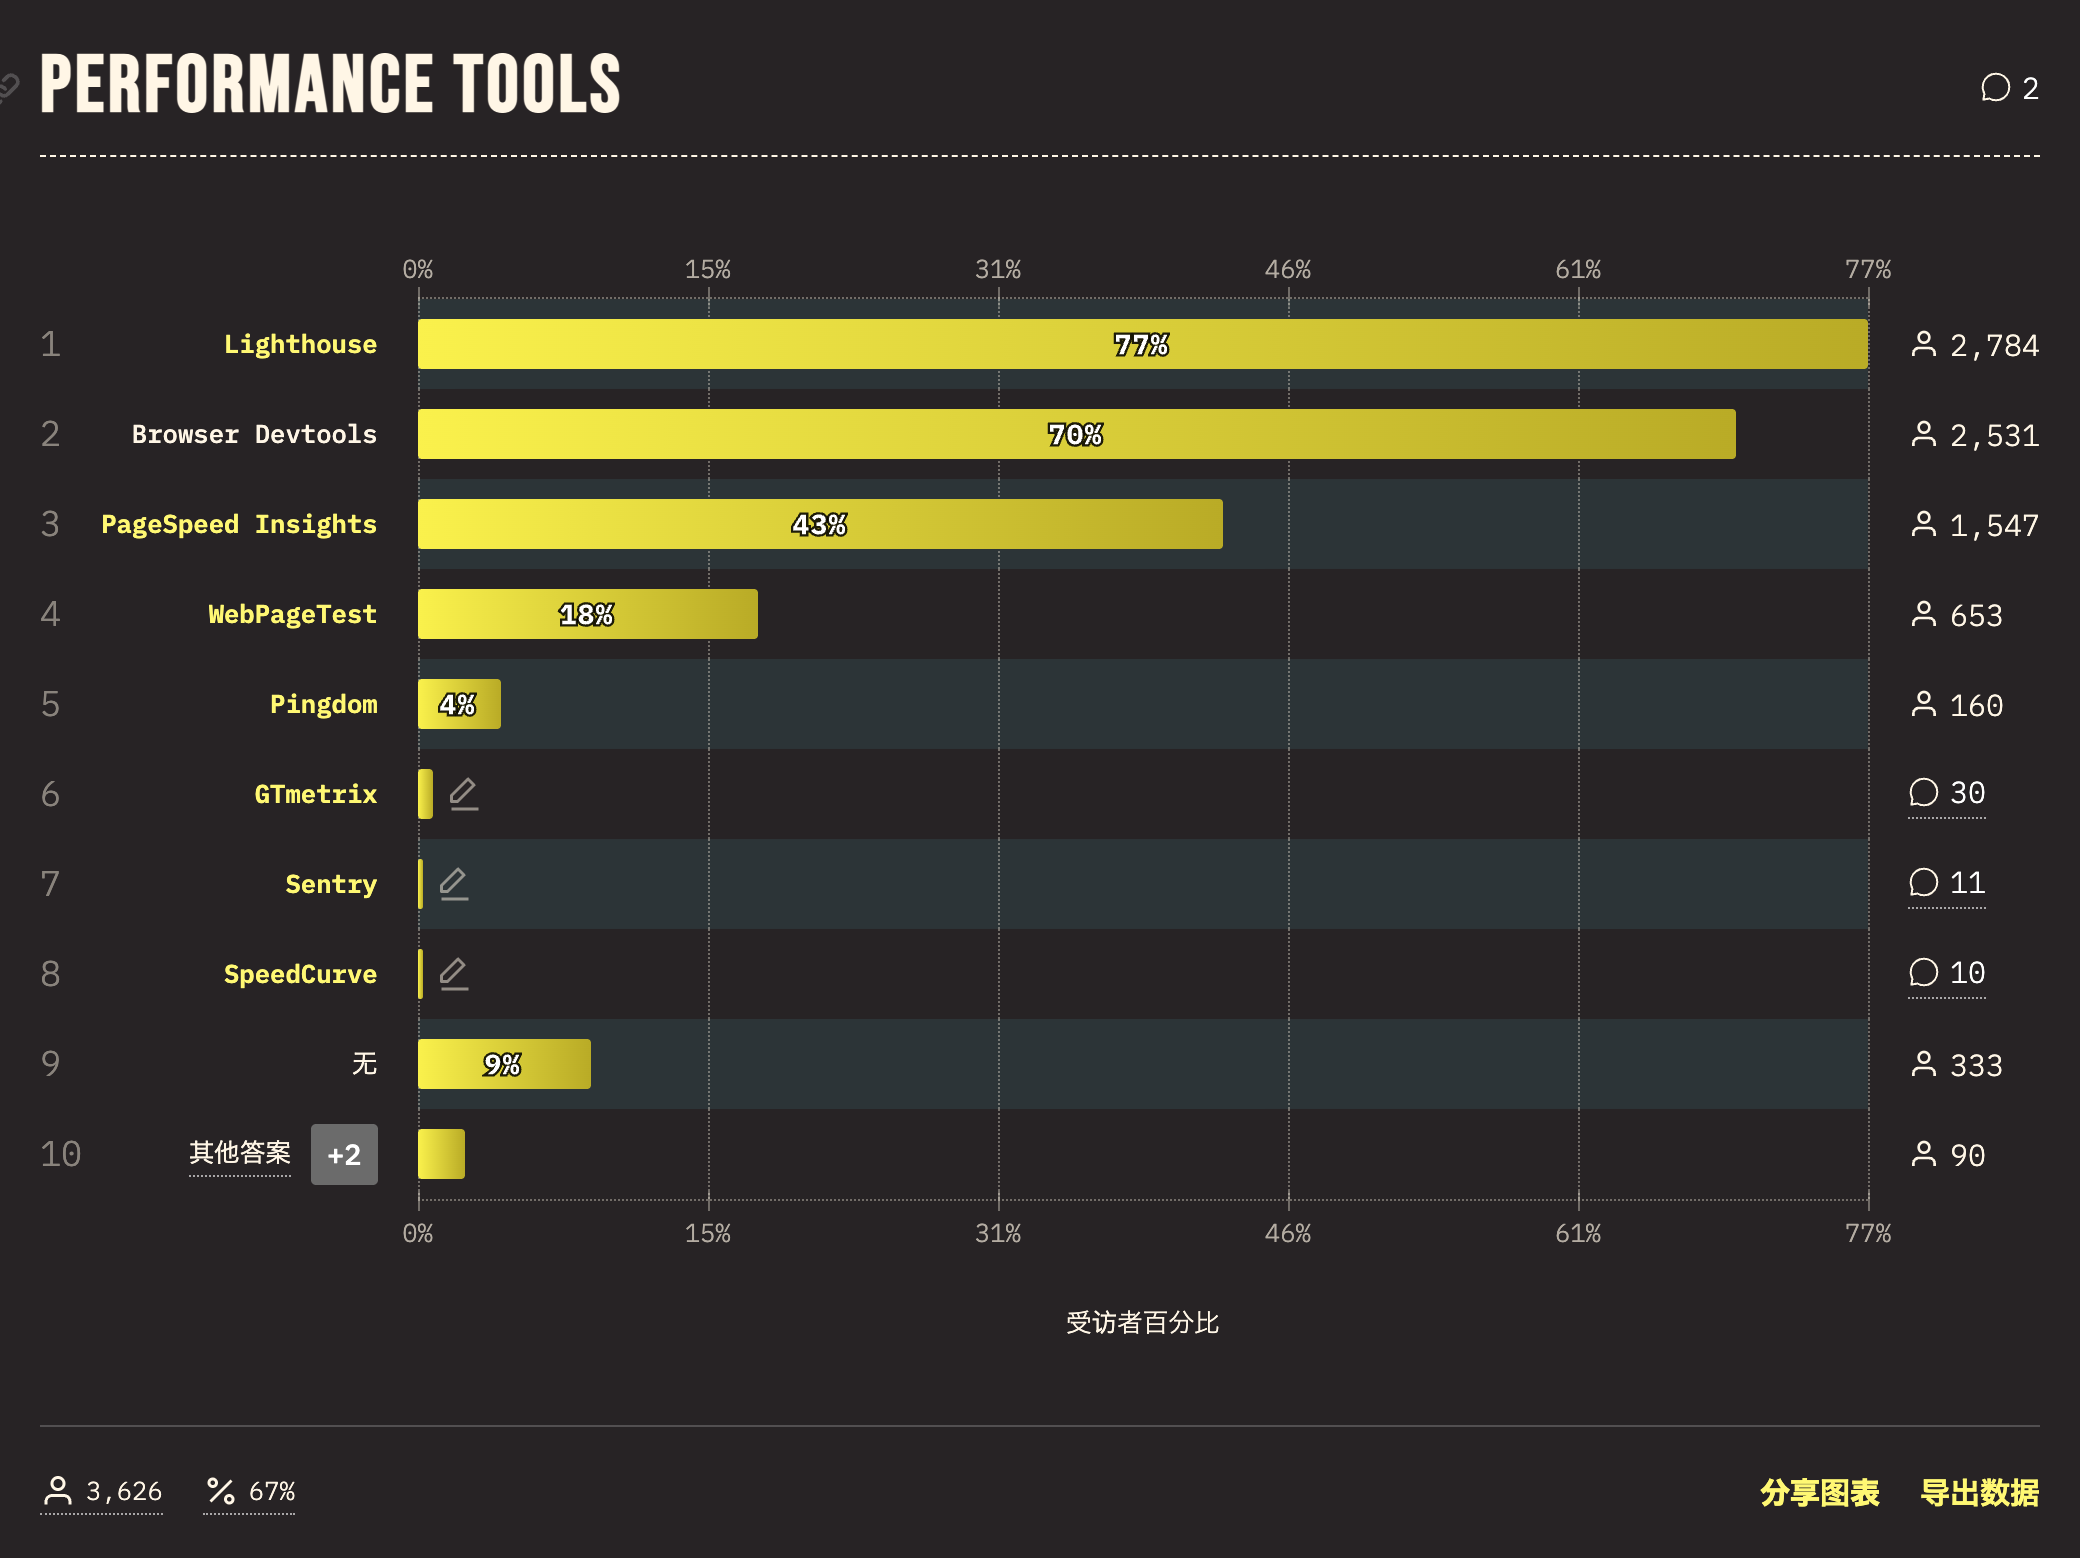 PERFORMANCE TOOLS
2
0% 15% 31% 46% 61% 77%
1 Lighthouse 77% 2,784
2 Browser Devtools 70% 2,531
3 PageSpeed Insights 43% 1,547
4 WebPageTest 18% 653
5 Pingdom 4% 160
6 GTmetrix 30
7 Sentry 11
8 SpeedCurve 10
9 无 9% 333
10 其他答案 +2 90
0% 15% 31% 46% 61% 77%
受访者百分比
3,626 67% 分享图表 导出数据